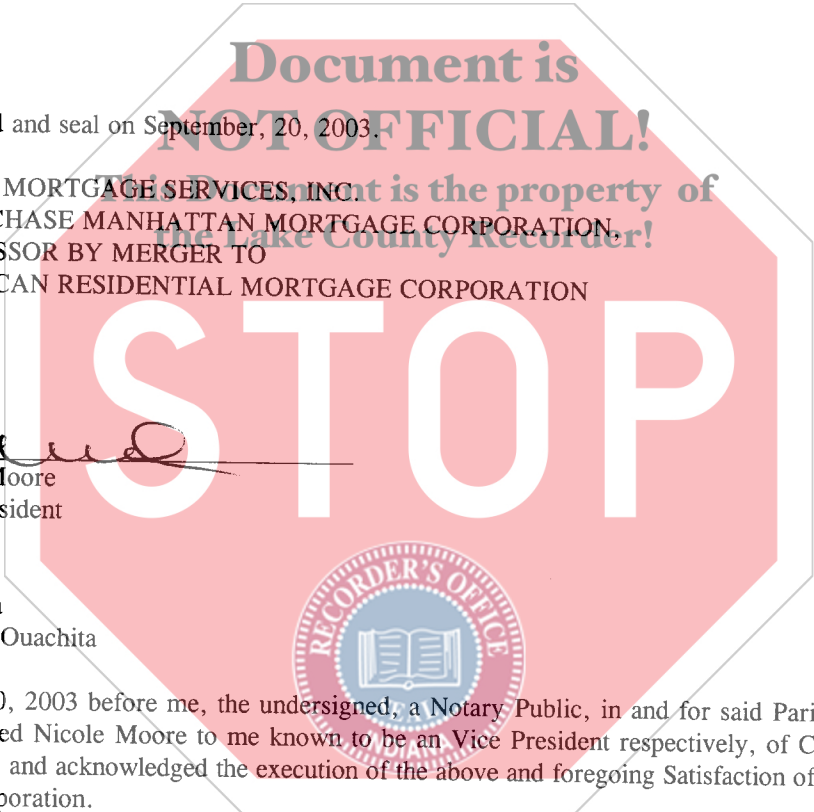 Document is
NOT OFFICIAL!
This Document is the property of
the Lake County Recorder!
and seal on September, 20, 2003.
MORTGAGE SERVICES, INC.
CHASE MANHATTAN MORTGAGE CORPORATION,
SSOR BY MERGER TO
CAN RESIDENTIAL MORTGAGE CORPORATION
STOP
Moore
sident
Ouachita
RECORDER'S OFFICE
SEAL
0, 2003 before me, the undersigned, a Notary Public, in and for said Pari
ed Nicole Moore to me known to be an Vice President respectively, of C
and acknowledged the execution of the above and foregoing Satisfaction of
poration.